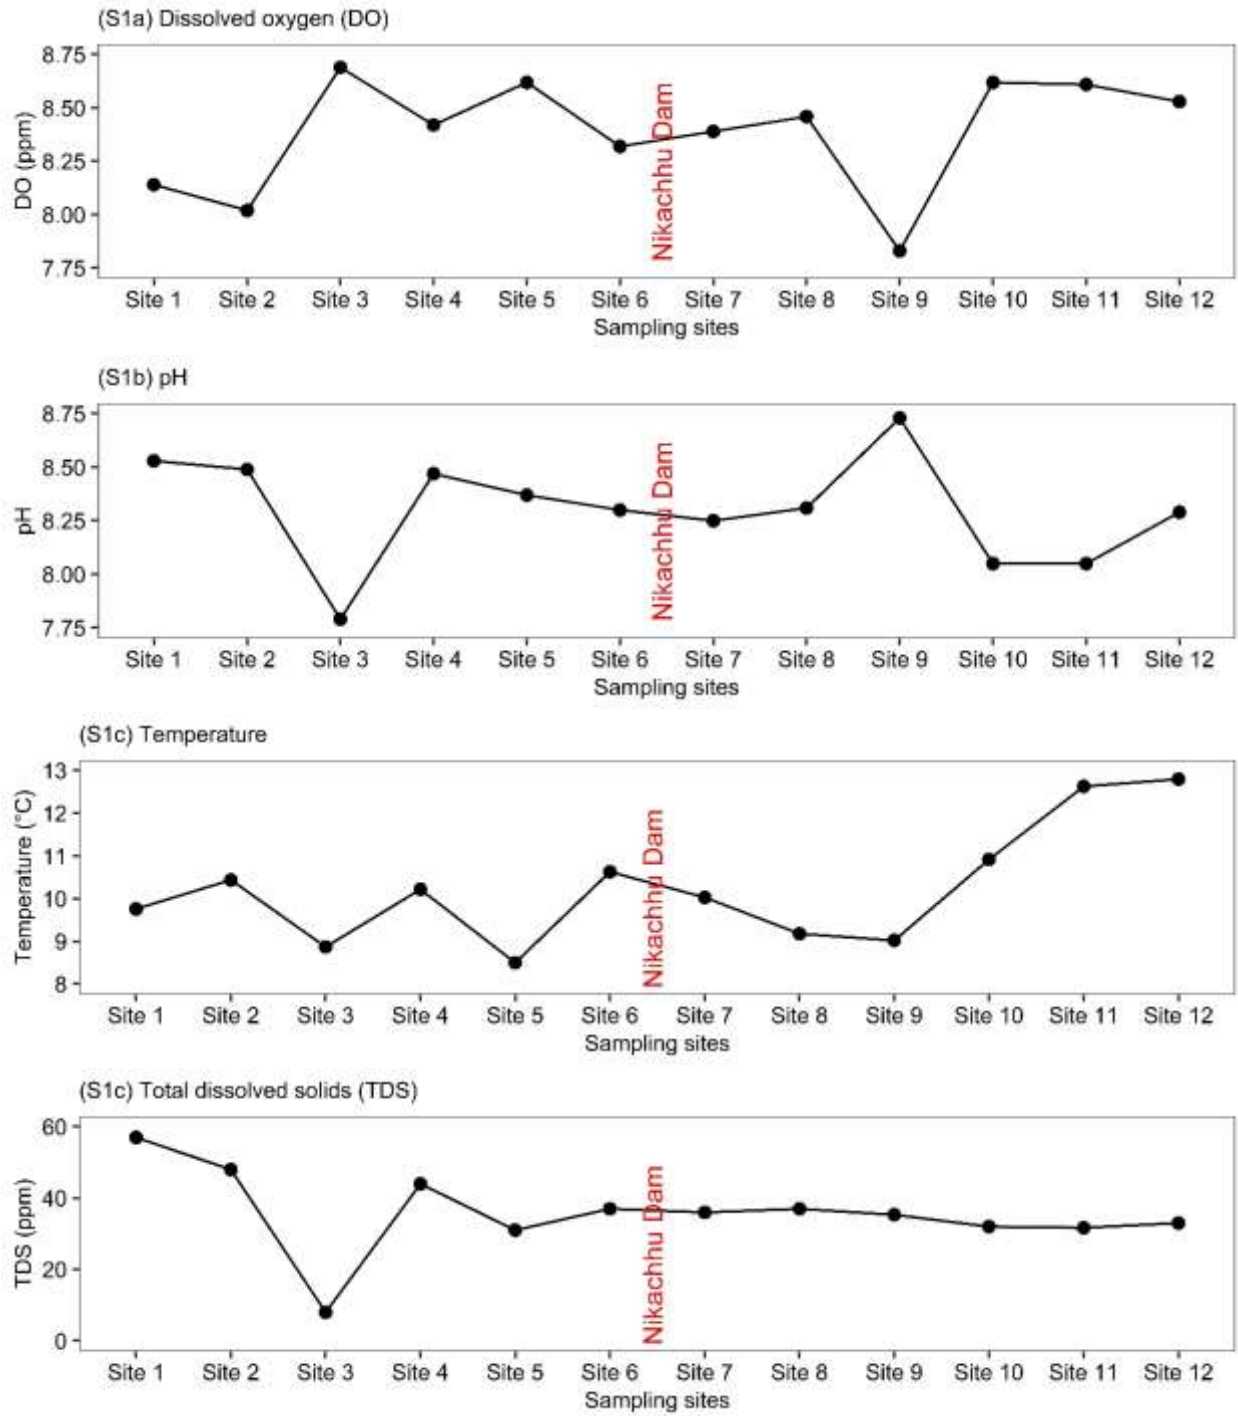 (S1a) Dissolved oxygen (DO)
8.75
8.50
8.25
8.00
7.75
DO (ppm)
Nikachhu Dam
Site 1 Site 2 Site 3 Site 4 Site 5 Site 6 Site 7 Site 8 Site 9 Site 10 Site 11 Site 12
Sampling sites
(S1b) pH
8.75
8.50
8.25
8.00
7.75
pH
Nikachhu Dam
Site 1 Site 2 Site 3 Site 4 Site 5 Site 6 Site 7 Site 8 Site 9 Site 10 Site 11 Site 12
Sampling sites
(S1c) Temperature
13
12
11
10
9
8
Temperature (°C)
Nikachhu Dam
Site 1 Site 2 Site 3 Site 4 Site 5 Site 6 Site 7 Site 8 Site 9 Site 10 Site 11 Site 12
Sampling sites
(S1c) Total dissolved solids (TDS)
60
40
20
0
TDS (ppm)
Nikachhu Dam
Site 1 Site 2 Site 3 Site 4 Site 5 Site 6 Site 7 Site 8 Site 9 Site 10 Site 11 Site 12
Sampling sites